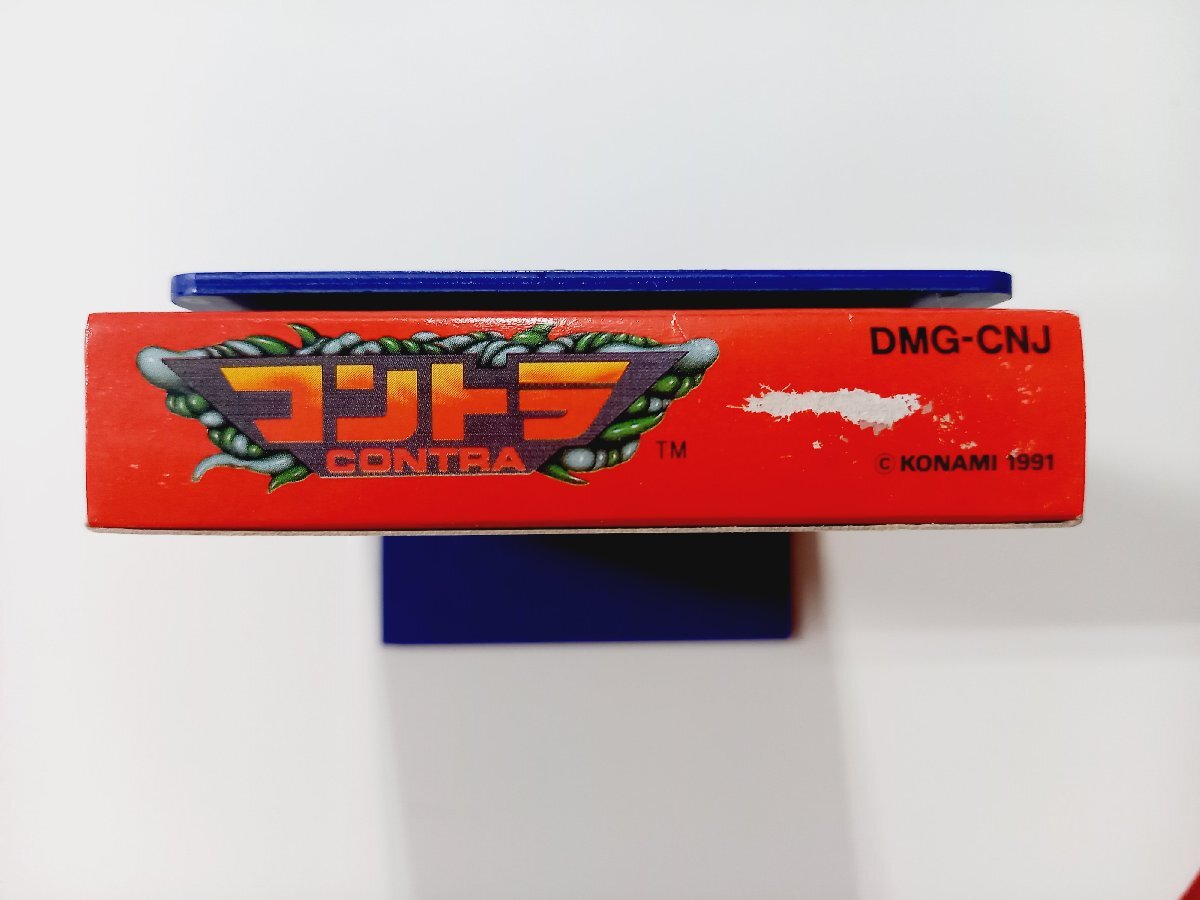 コントラ
CONTRA
TM
DMG-CNJ
© KONAMI 1991